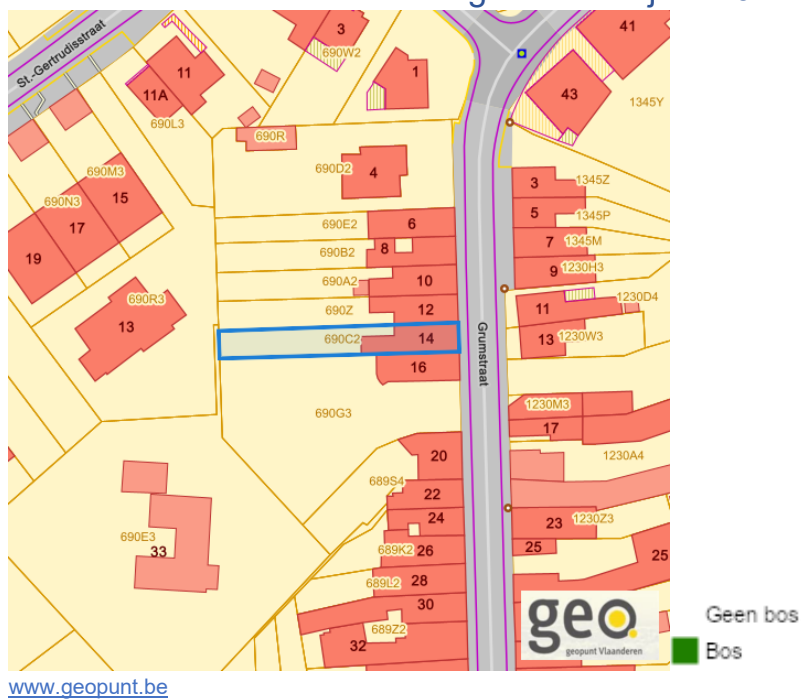 3
690W2
41
St.-Gertrudisstraat
11
11A
1
43
1345Y
690L3
690R
690D2
4
3
1345Z
690M3
15
690N3
17
19
690E2
6
5
1345P
690B2
8
7
1345M
690A2
10
9
1230H3
690R3
13
690Z
12
11
1230D4
690C2
14
Grumstraat
13
1230W3
16
690G3
1230M3
17
20
1230A4
689S4
22
24
23
1230Z3
690E3
33
689K2
26
25
25
689L2
28
30
689Z2
32
geo.
geopunt Vlaanderen
Geen bos
Bos
www.geopunt.be